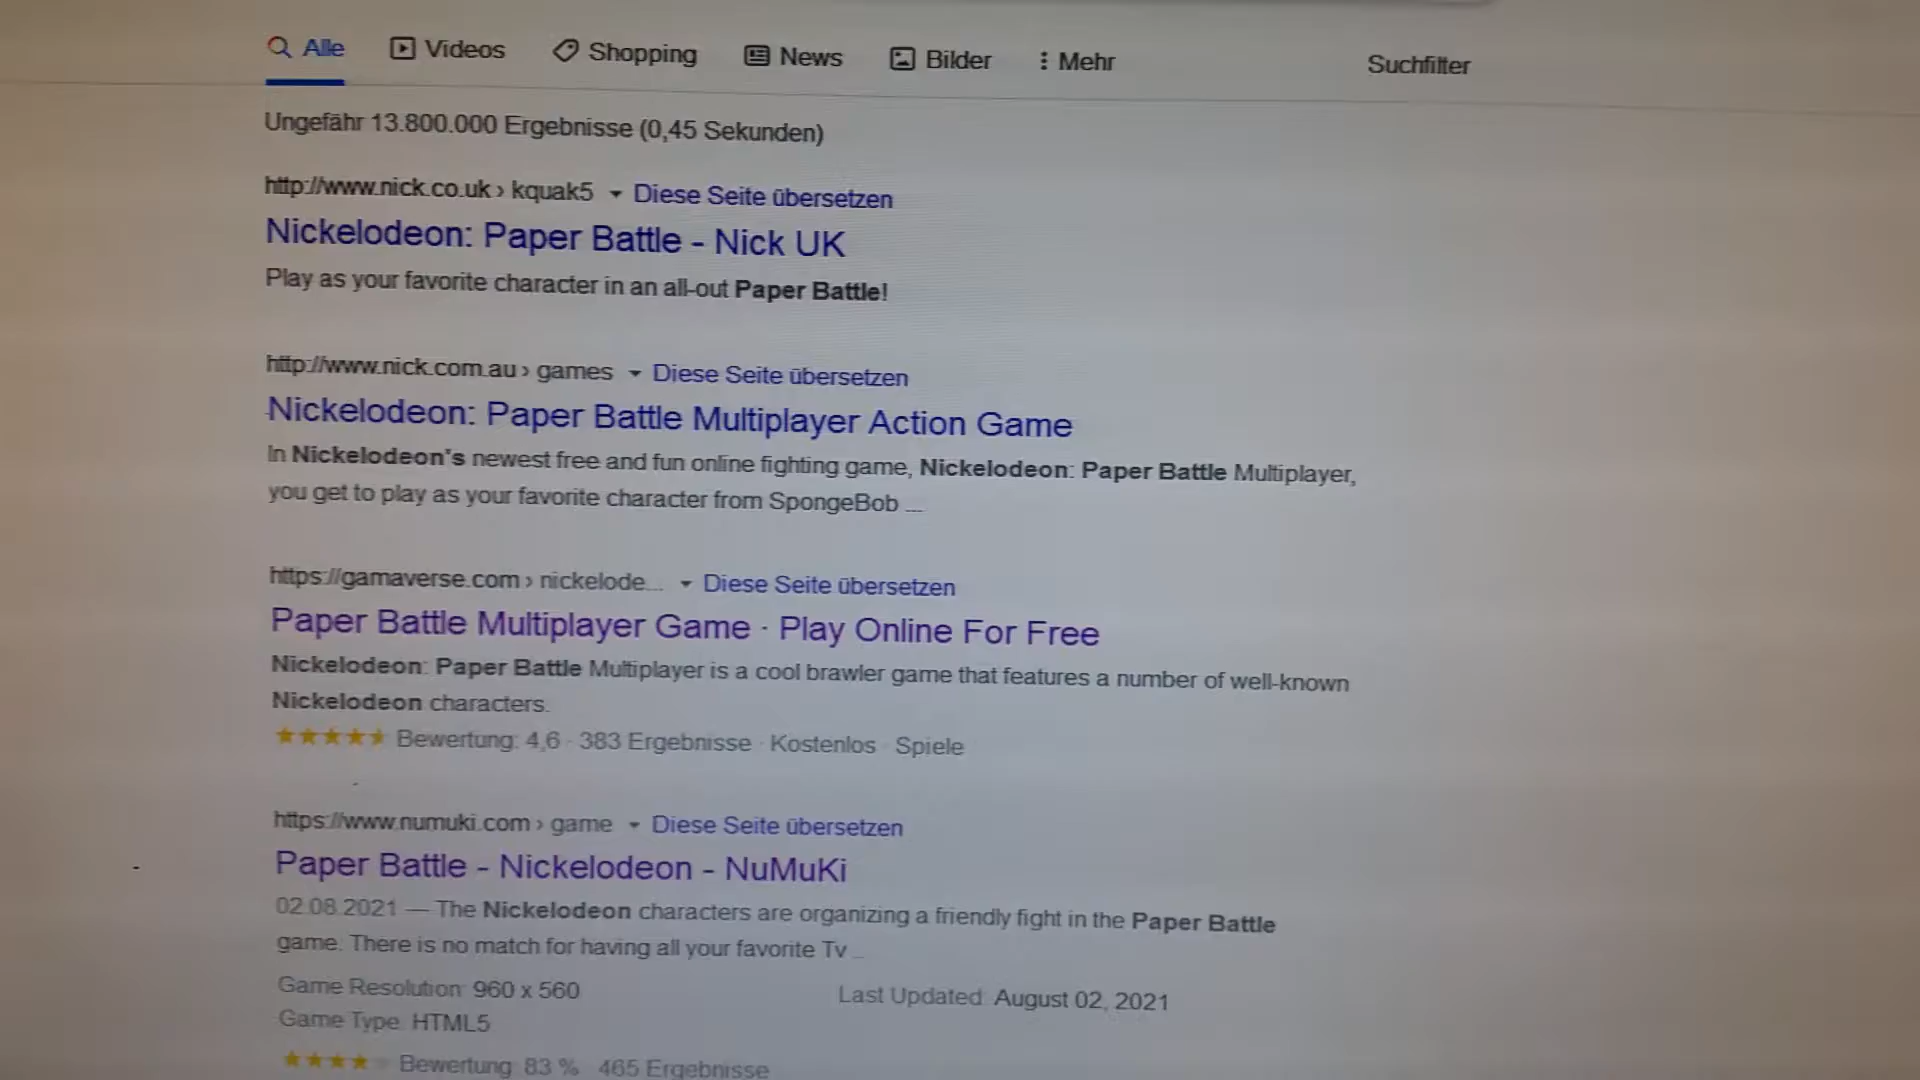 Alle Videos Shopping News Bilder Mehr Suchfilter
Ungefähr 13.800.000 Ergebnisse (0,45 Sekunden)
http://www.nick.co.uk › kquak5 Diese Seite übersetzen
Nickelodeon: Paper Battle - Nick UK
Play as your favorite character in an all-out Paper Battle!
http://www.nick.com.au › games Diese Seite übersetzen
Nickelodeon: Paper Battle Multiplayer Action Game
In Nickelodeon's newest free and fun online fighting game, Nickelodeon: Paper Battle Multiplayer,
you get to play as your favorite character from SpongeBob ...
https://gamaverse.com › nickelode... Diese Seite übersetzen
Paper Battle Multiplayer Game · Play Online For Free
Nickelodeon: Paper Battle Multiplayer is a cool brawler game that features a number of well-known
Nickelodeon characters.
Bewertung: 4,6 · 383 Ergebnisse · Kostenlos · Spiele
https://www.numuki.com › game Diese Seite übersetzen
Paper Battle - Nickelodeon - NuMuKi
02.08.2021 — The Nickelodeon characters are organizing a friendly fight in the Paper Battle
game. There is no match for having all your favorite Tv ...
Game Resolution: 960 x 560 Last Updated: August 02, 2021
Game Type: HTML5
Bewertung: 83 % · 465 Ergebnisse